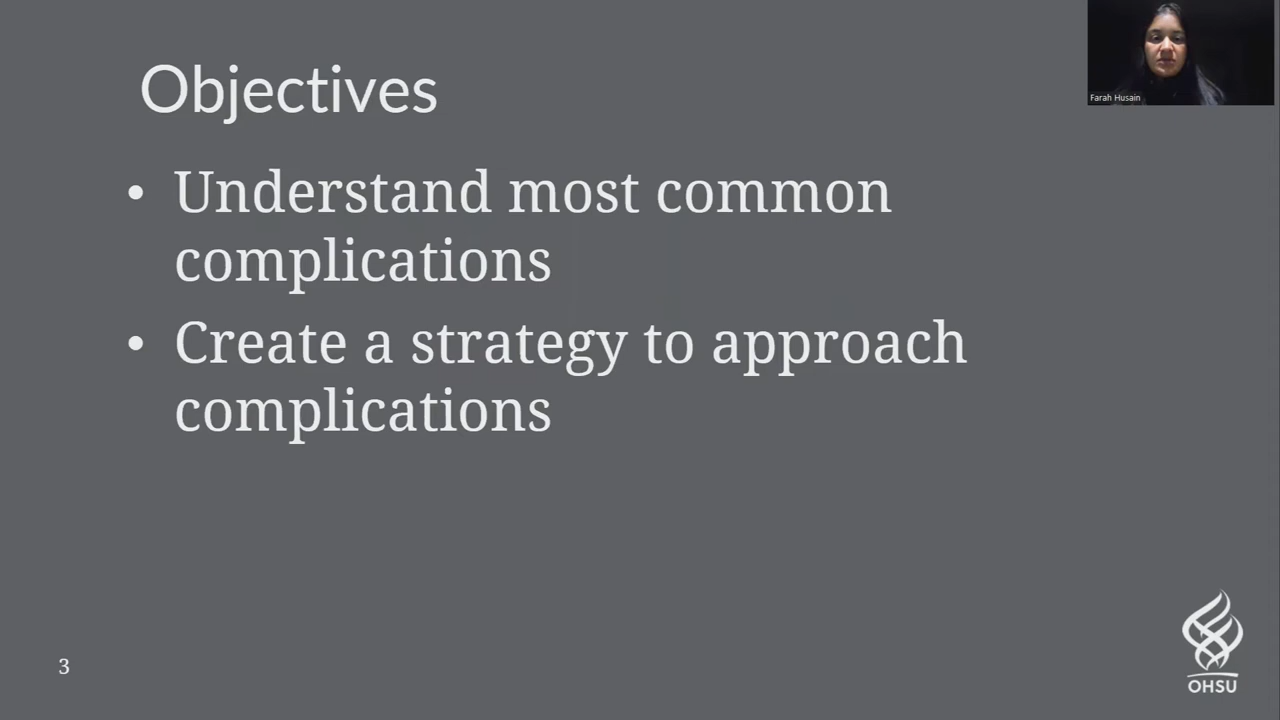 Objectives
Farah Husain
• Understand most common
complications
• Create a strategy to approach
complications
3
OHSU